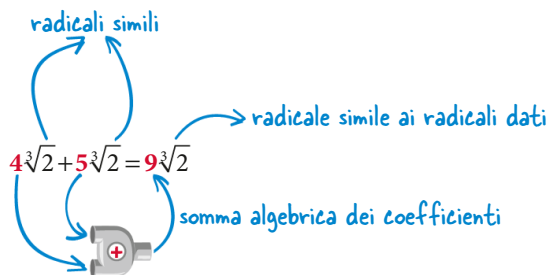 radicali simili
radicale simile ai radicali dati
4∛2 + 5∛2 = 9∛2
somma algebrica dei coefficienti
+